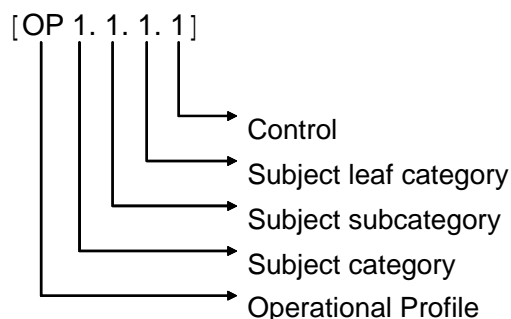 [OP 1. 1. 1. 1]
Control
Subject leaf category
Subject subcategory
Subject category
Operational Profile